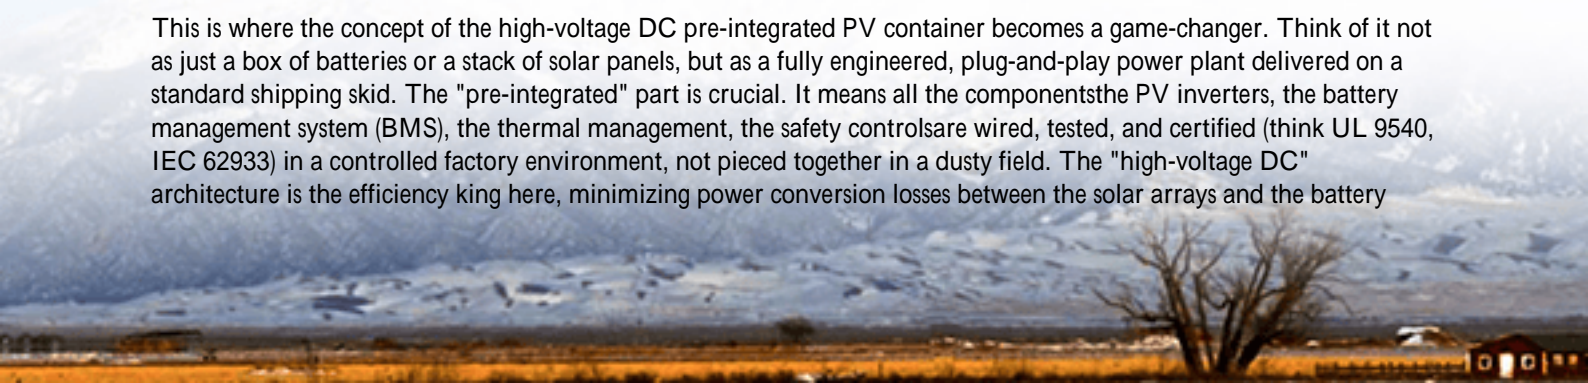 This is where the concept of the high-voltage DC pre-integrated PV container becomes a game-changer. Think of it not
as just a box of batteries or a stack of solar panels, but as a fully engineered, plug-and-play power plant delivered on a
standard shipping skid. The "pre-integrated" part is crucial. It means all the componentsthe PV inverters, the battery
management system (BMS), the thermal management, the safety controlsare wired, tested, and certified (think UL 9540,
IEC 62933) in a controlled factory environment, not pieced together in a dusty field. The "high-voltage DC"
architecture is the efficiency king here, minimizing power conversion losses between the solar arrays and the battery